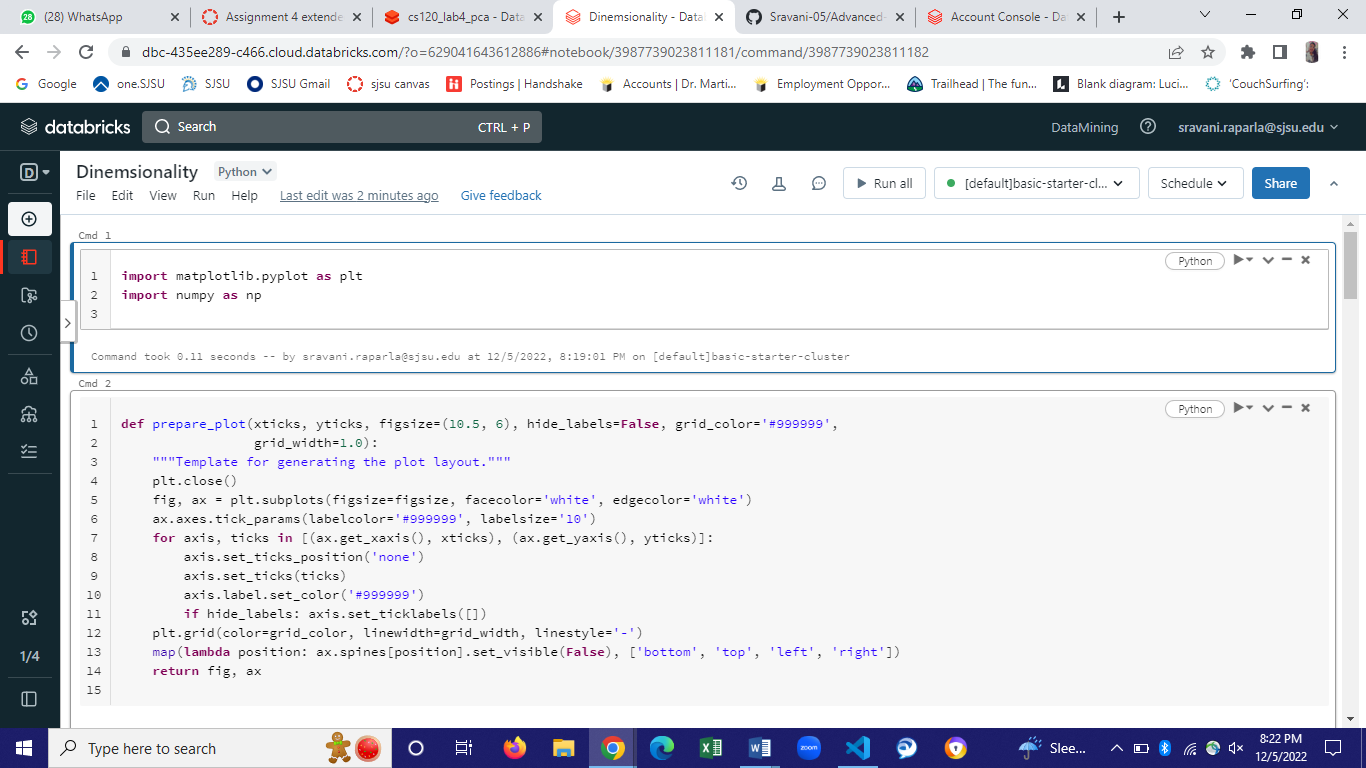 (28) WhatsApp
Assignment 4 extende
cs120_lab4_pca - Data
Dinemsionality - Datab
Sravani-05/Advanced-
Account Console - Da
dbc-435ee289-c466.cloud.databricks.com/?o=629041643612886#notebook/3987739023811181/command/3987739023811182
Google
one.SJSU
SJSU
SJSU Gmail
sjsu canvas
Postings | Handshake
Accounts | Dr. Marti...
Employment Oppor...
Trailhead | The fun...
Blank diagram: Luci...
'CouchSurfing':
databricks
Search
CTRL + P
DataMining
sravani.raparla@sjsu.edu
D
Dinemsionality
Python
File
Edit
View
Run
Help
Last edit was 2 minutes ago
Give feedback
Run all
[default]basic-starter-cl...
Schedule
Share
Cmd 1
Python
1 import matplotlib.pyplot as plt
2 import numpy as np
3
Command took 0.11 seconds -- by sravani.raparla@sjsu.edu at 12/5/2022, 8:19:01 PM on [default]basic-starter-cluster
Cmd 2
Python
1 def prepare_plot(xticks, yticks, figsize=(10.5, 6), hide_labels=False, grid_color='#999999',
2 grid_width=1.0):
3 """Template for generating the plot layout."""
4 plt.close()
5 fig, ax = plt.subplots(figsize=figsize, facecolor='white', edgecolor='white')
6 ax.axes.tick_params(labelcolor='#999999', labelsize='10')
7 for axis, ticks in [(ax.get_xaxis(), xticks), (ax.get_yaxis(), yticks)]:
8 axis.set_ticks_position('none')
9 axis.set_ticks(ticks)
10 axis.label.set_color('#999999')
11 if hide_labels: axis.set_ticklabels([])
12 plt.grid(color=grid_color, linewidth=grid_width, linestyle='-')
13 map(lambda position: ax.spines[position].set_visible(False), ['bottom', 'top', 'left', 'right'])
14 return fig, ax
15
1/4
Type here to search
zoom
Slee...
8:22 PM
12/5/2022